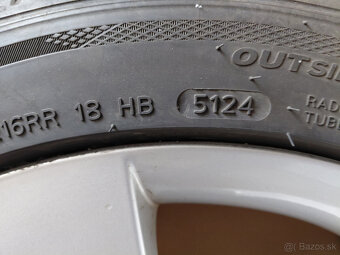 OUTSI
16RR 18 HB 5124
RAD
TUB
© Bazos.sk